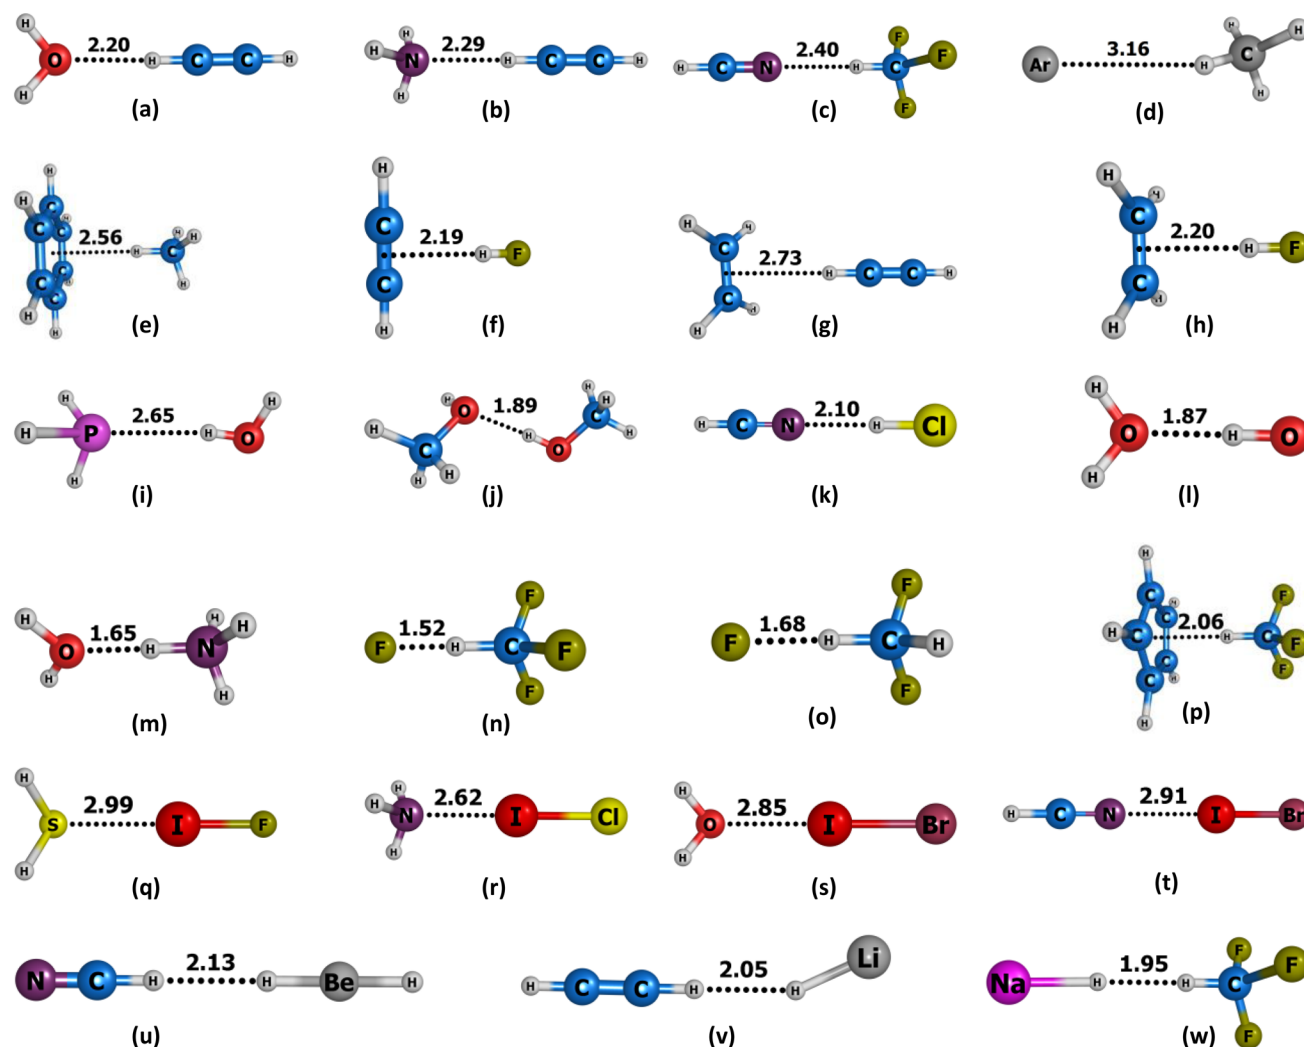 H O H 2.20 H C C H
(a)
H H N H 2.29 H C C H
(b)
H C N 2.40 H C F F F
(c)
Ar 3.16 H C H H H
(d)
H H C C C C C C H H H H 2.56 H C H H H
(e)
H C C H 2.19 H F
(f)
H C H C H H 2.73 H C C H
(g)
H C H C H H 2.20 H F
(h)
H H P H 2.65 H O H
(i)
H C H H H O 1.89 H O C H H H
(j)
H C N 2.10 H Cl
(k)
H O H 1.87 H O
(l)
H O H 1.65 H N H H H
(m)
F 1.52 H C F F F
(n)
F 1.68 H C F H F
(o)
H C C H C C C H H H 2.06 H C F F F
(p)
H S H 2.99 I F
(q)
H H N H 2.62 I Cl
(r)
H O H 2.85 I Br
(s)
H C N 2.91 I Br
(t)
N C H 2.13 H Be H
(u)
H C C H 2.05 H Li
(v)
Na H 1.95 H C F F F
(w)